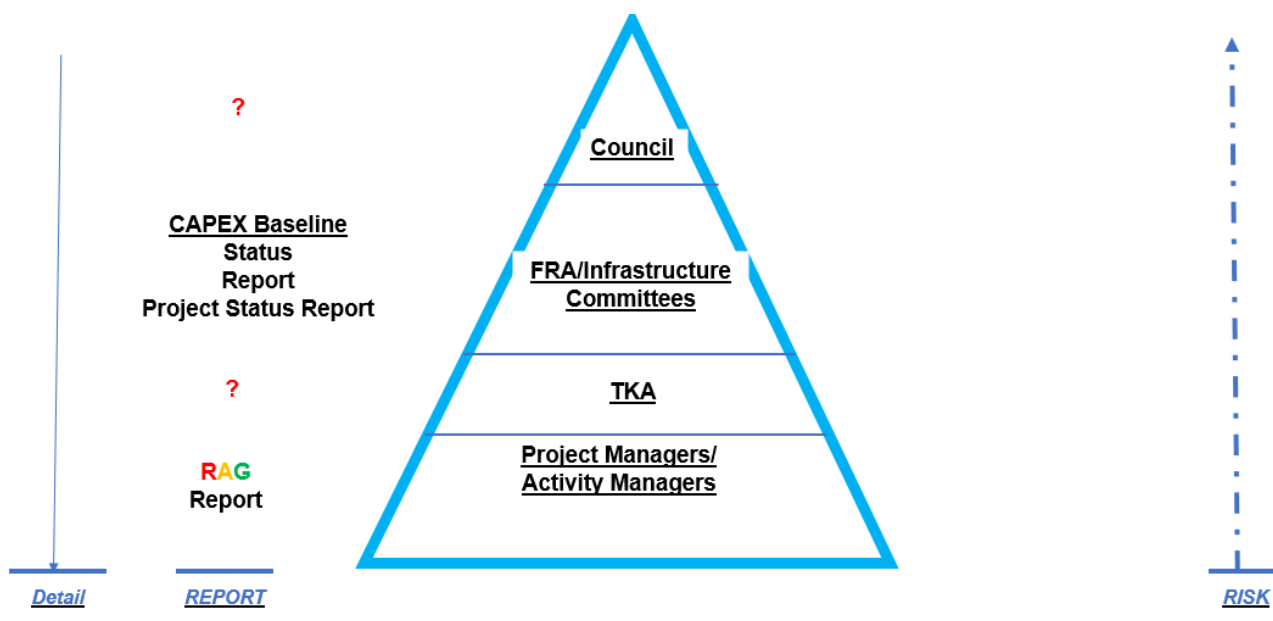 ?
Council
CAPEX Baseline
Status
Report
Project Status Report
FRA/Infrastructure
Committees
?
TKA
RAG
Report
Project Managers/
Activity Managers
Detail
REPORT
RISK